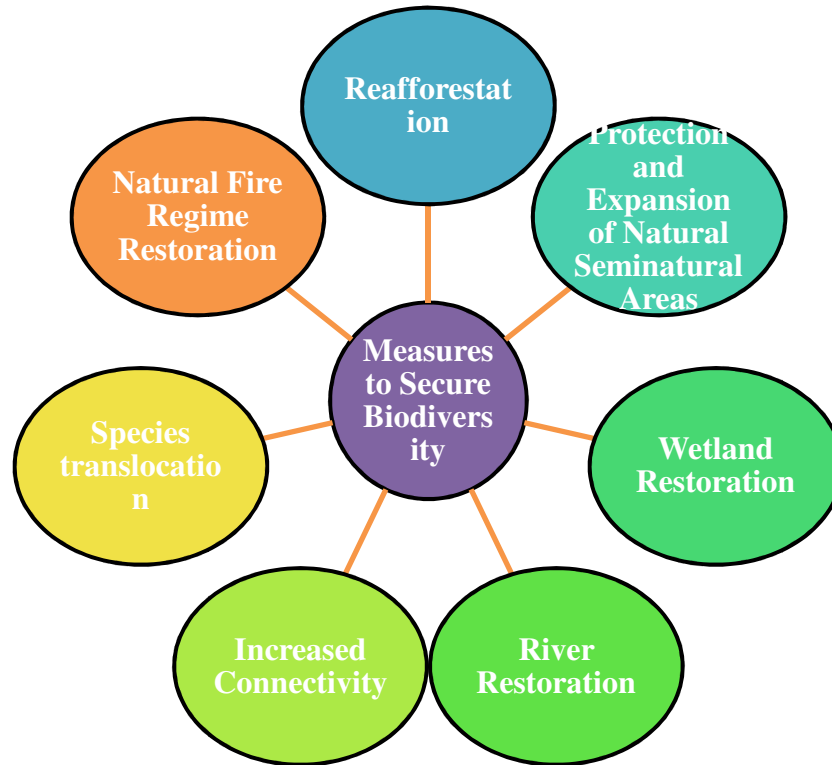 Reafforestat
ion
Protection
and
Expansion
of Natural
Seminatural
Areas
Natural Fire
Regime
Restoration
Measures
to Secure
Biodivers
ity
Species
translocatio
n
Wetland
Restoration
Increased
Connectivity
River
Restoration